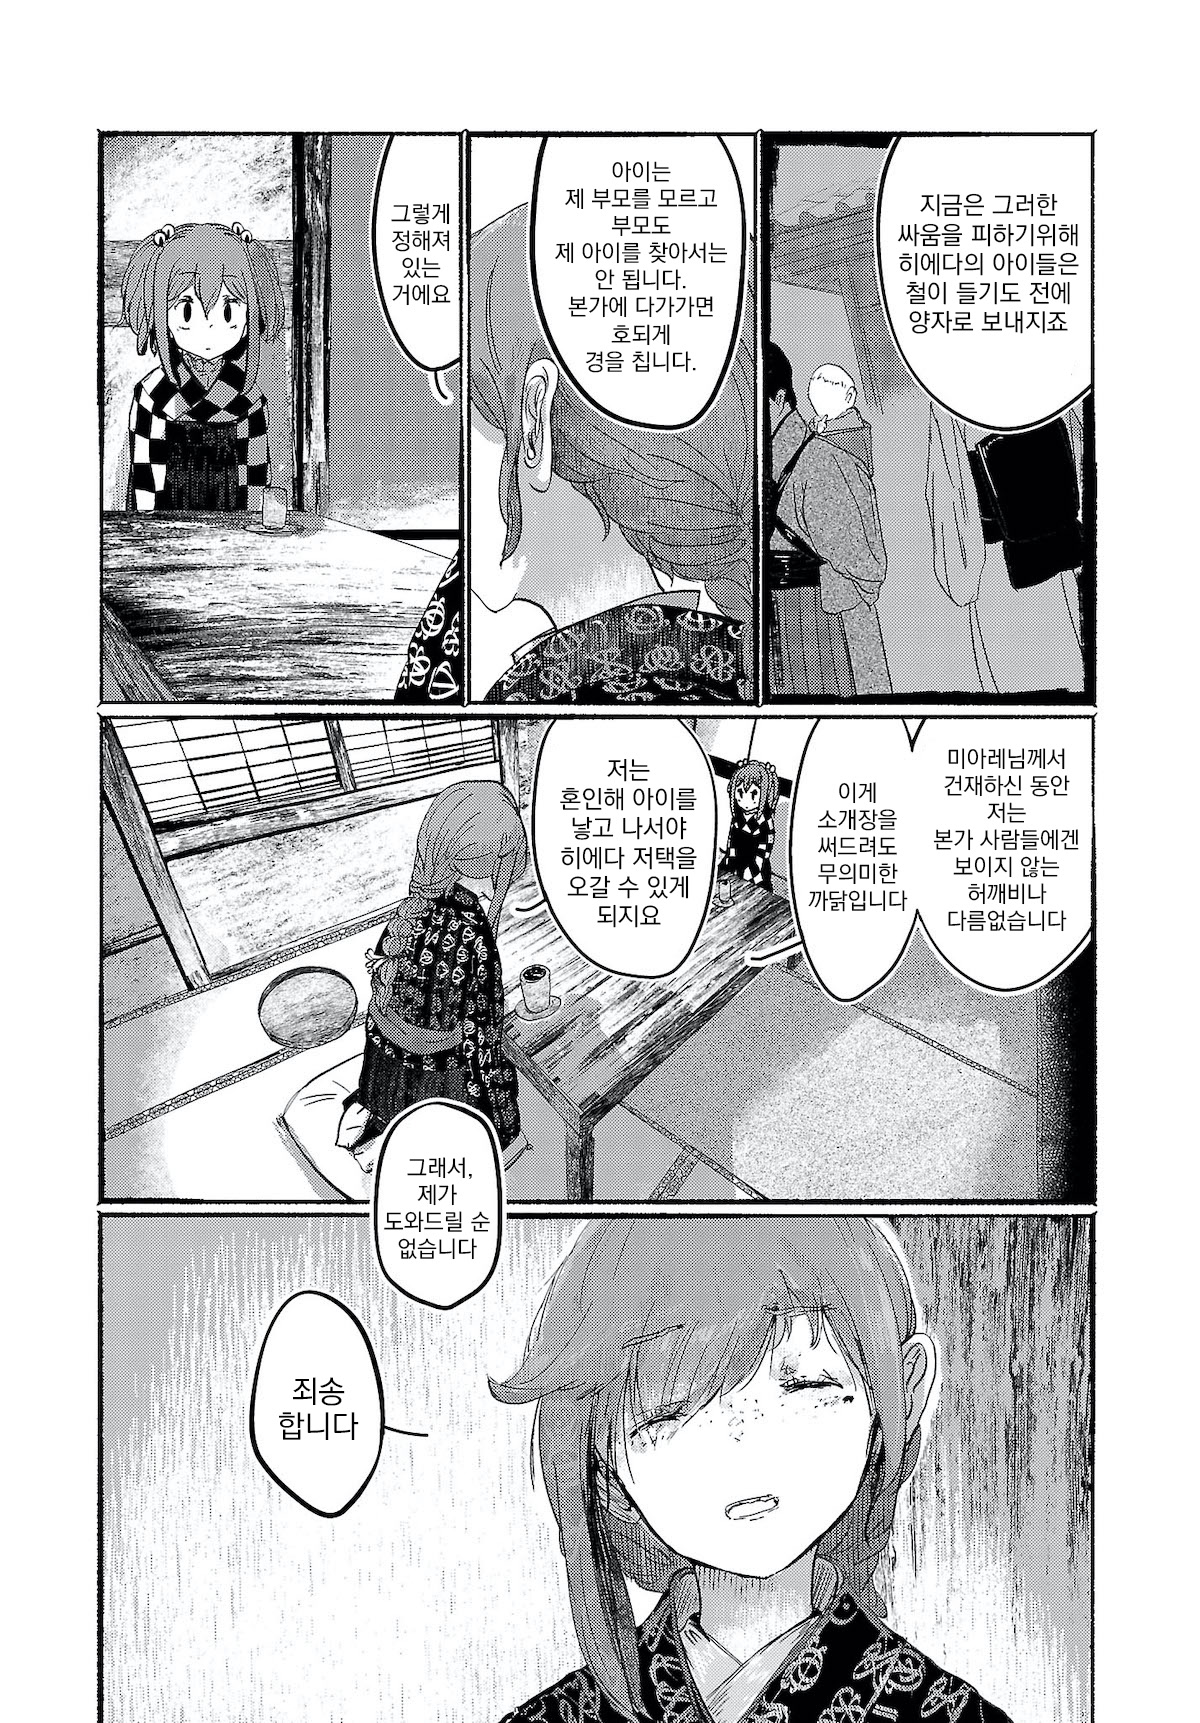 지금은 그러한
싸움을 피하기위해
히에다의 아이들은
철이 들기도 전에
양자로 보내지죠
아이는
제 부모를 모르고
부모도
제 아이를 찾아서는
안 됩니다.
본가에 다가가면
호되게
경을 칩니다.
그렇게
정해져
있는
거에요
미아레님께서
건재하신 동안
저는
본가 사람들에겐
보이지 않는
허깨비나
다름없습니다
이게
소개장을
써드려도
무의미한
까닭입니다
저는
혼인해 아이를
낳고 나서야
히에다 저택을
오갈 수 있게
되지요
그래서,
제가
도와드릴 순
없습니다
죄송
합니다